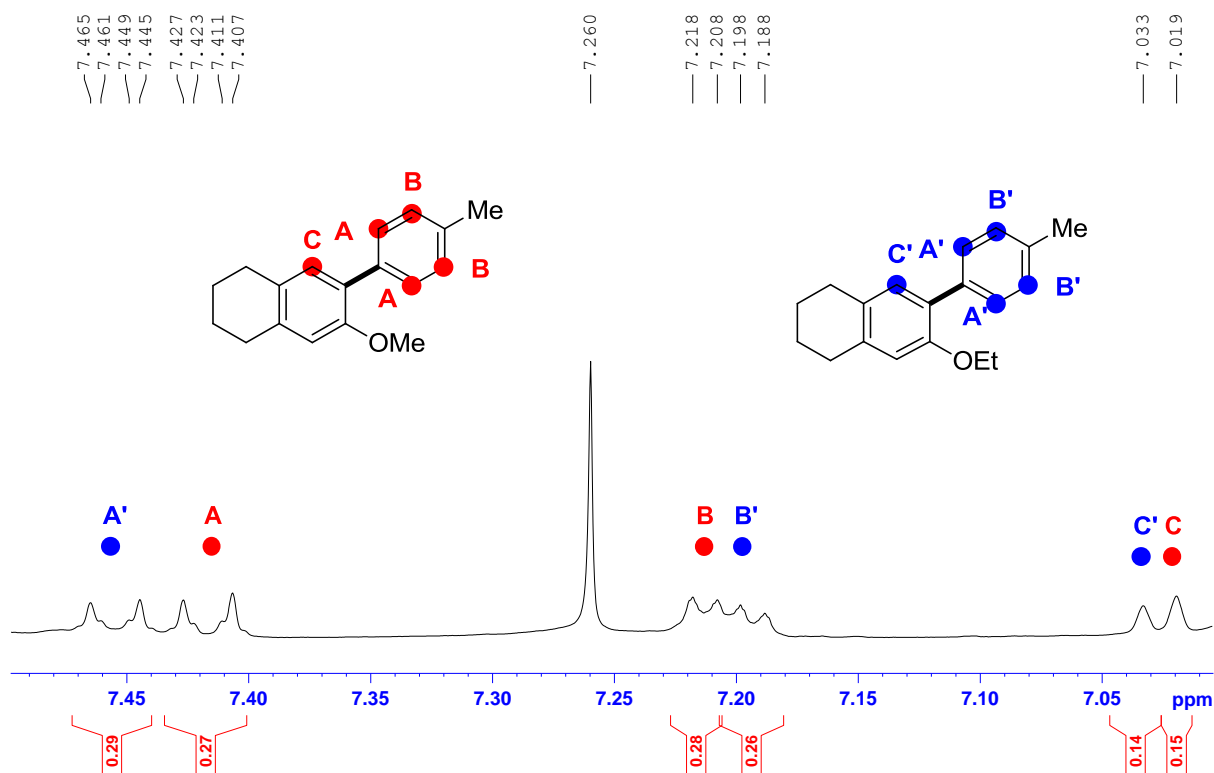 7.465
7.461
7.449
7.445
7.427
7.423
7.411
7.407
7.260
7.218
7.208
7.198
7.188
7.033
7.019
B
Me
A
C
B
A
OMe
B'
Me
A'
C'
B'
A'
OEt
A'
A
B
B'
C'
C
7.45
7.40
7.35
7.30
7.25
7.20
7.15
7.10
7.05
ppm
0.29
0.27
0.28
0.26
0.14
0.15